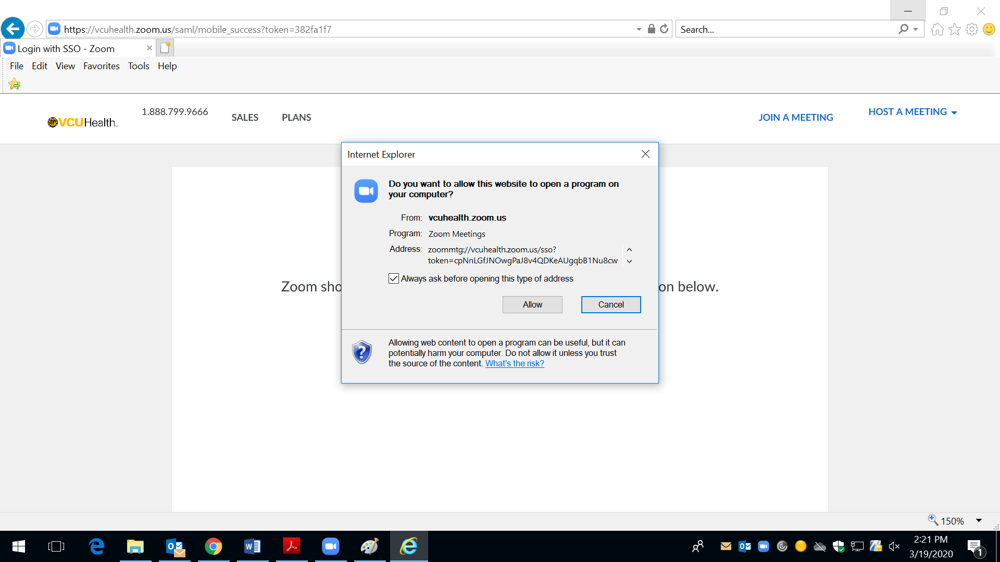 https://vcuhealth.zoom.us/saml/mobile_success?token=382fa1f7
Search...
Login with SSO - Zoom
File Edit View Favorites Tools Help
VCUHealth
1.888.799.9666
SALES
PLANS
JOIN A MEETING
HOST A MEETING
Internet Explorer
Do you want to allow this website to open a program on
your computer?
From: vcuhealth.zoom.us
Program: Zoom Meetings
Address: zoommtg://vcuhealth.zoom.us/sso?
token=cpNnLGfJNOwgPaJ8v4QDKeAUgqbB1Nu8cw
Always ask before opening this type of address
Zoom sho
on below.
Allow
Cancel
Allowing web content to open a program can be useful, but it can
potentially harm your computer. Do not allow it unless you trust
the source of the content. What's the risk?
150%
2:21 PM
3/19/2020
1